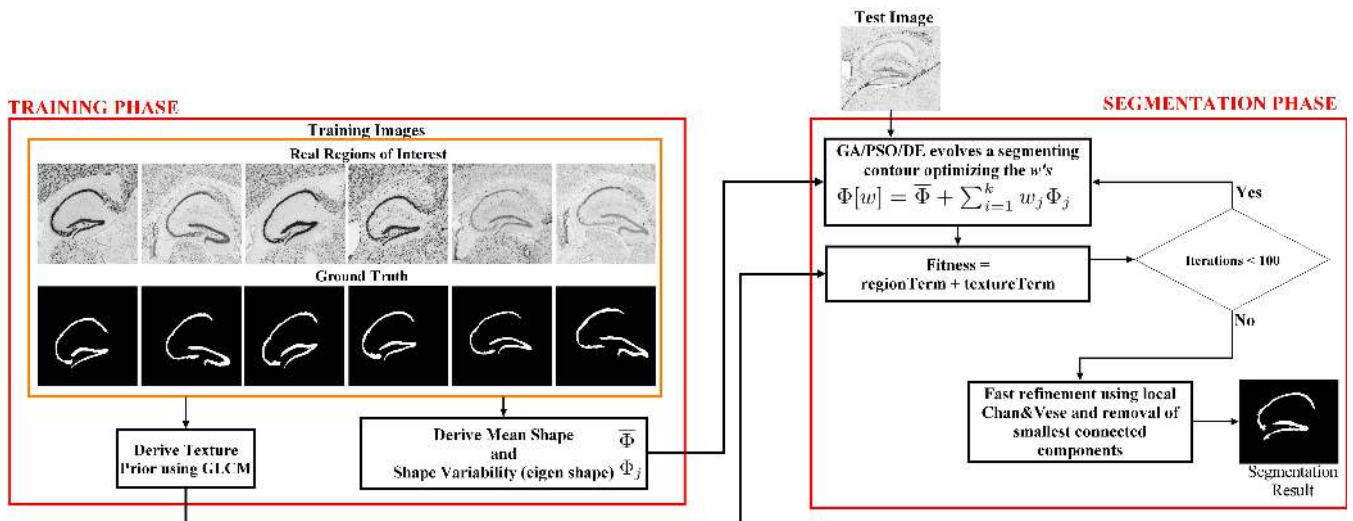 Test Image
TRAINING PHASE
SEGMENTATION PHASE
Training Images
Real Regions of Interest
Ground Truth
Derive Texture
Prior using GLCM
Derive Mean Shape
and
Shape Variability (eigen shape)
Φ̅
Φ_j
GA/PSO/DE evolves a segmenting
contour optimizing the w's
Φ[w] = Φ̅ + ∑_{i=1}^{k} w_jΦ_j
Fitness =
regionTerm + textureTerm
Yes
Iterations < 100
No
Fast refinement using local
Chan&Vese and removal of
smallest connected
components
Segmentation
Result